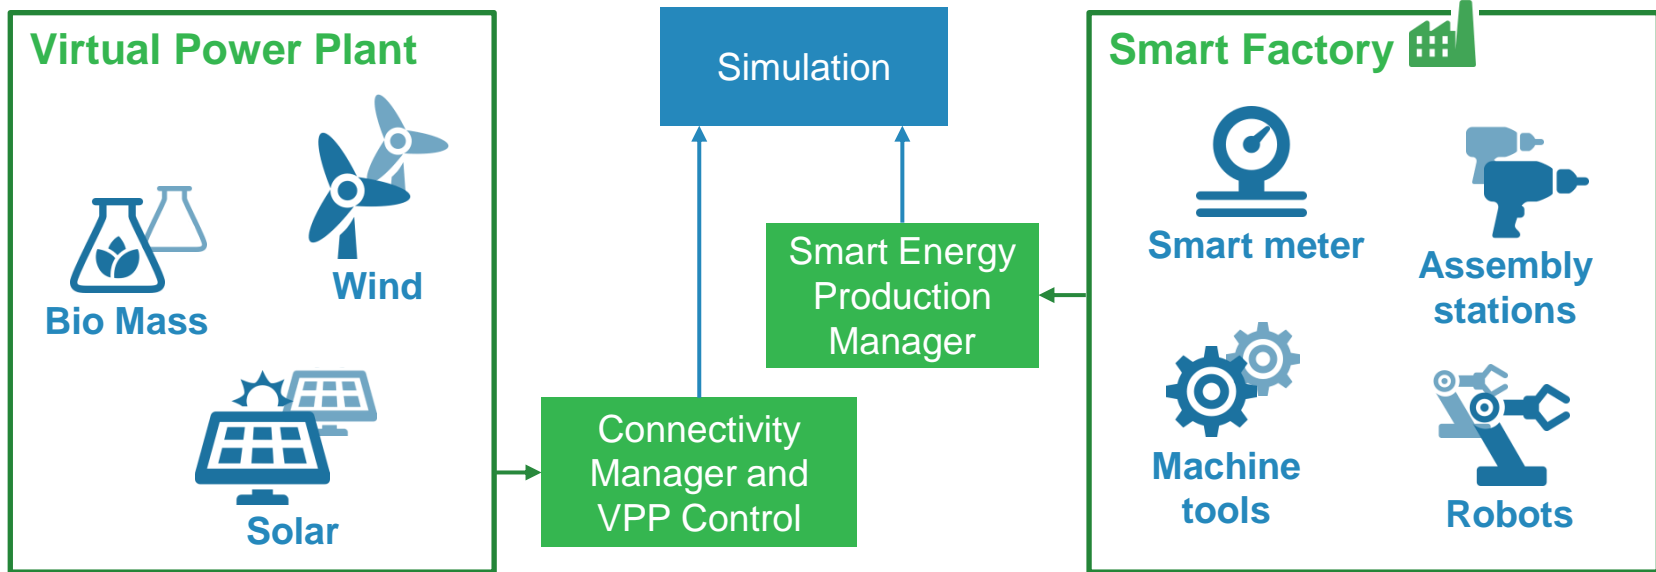 Virtual Power Plant
Wind
Bio Mass
Solar
Simulation
Smart Energy
Production
Manager
Connectivity
Manager and
VPP Control
Smart Factory
Smart meter
Assembly
stations
Machine
tools
Robots